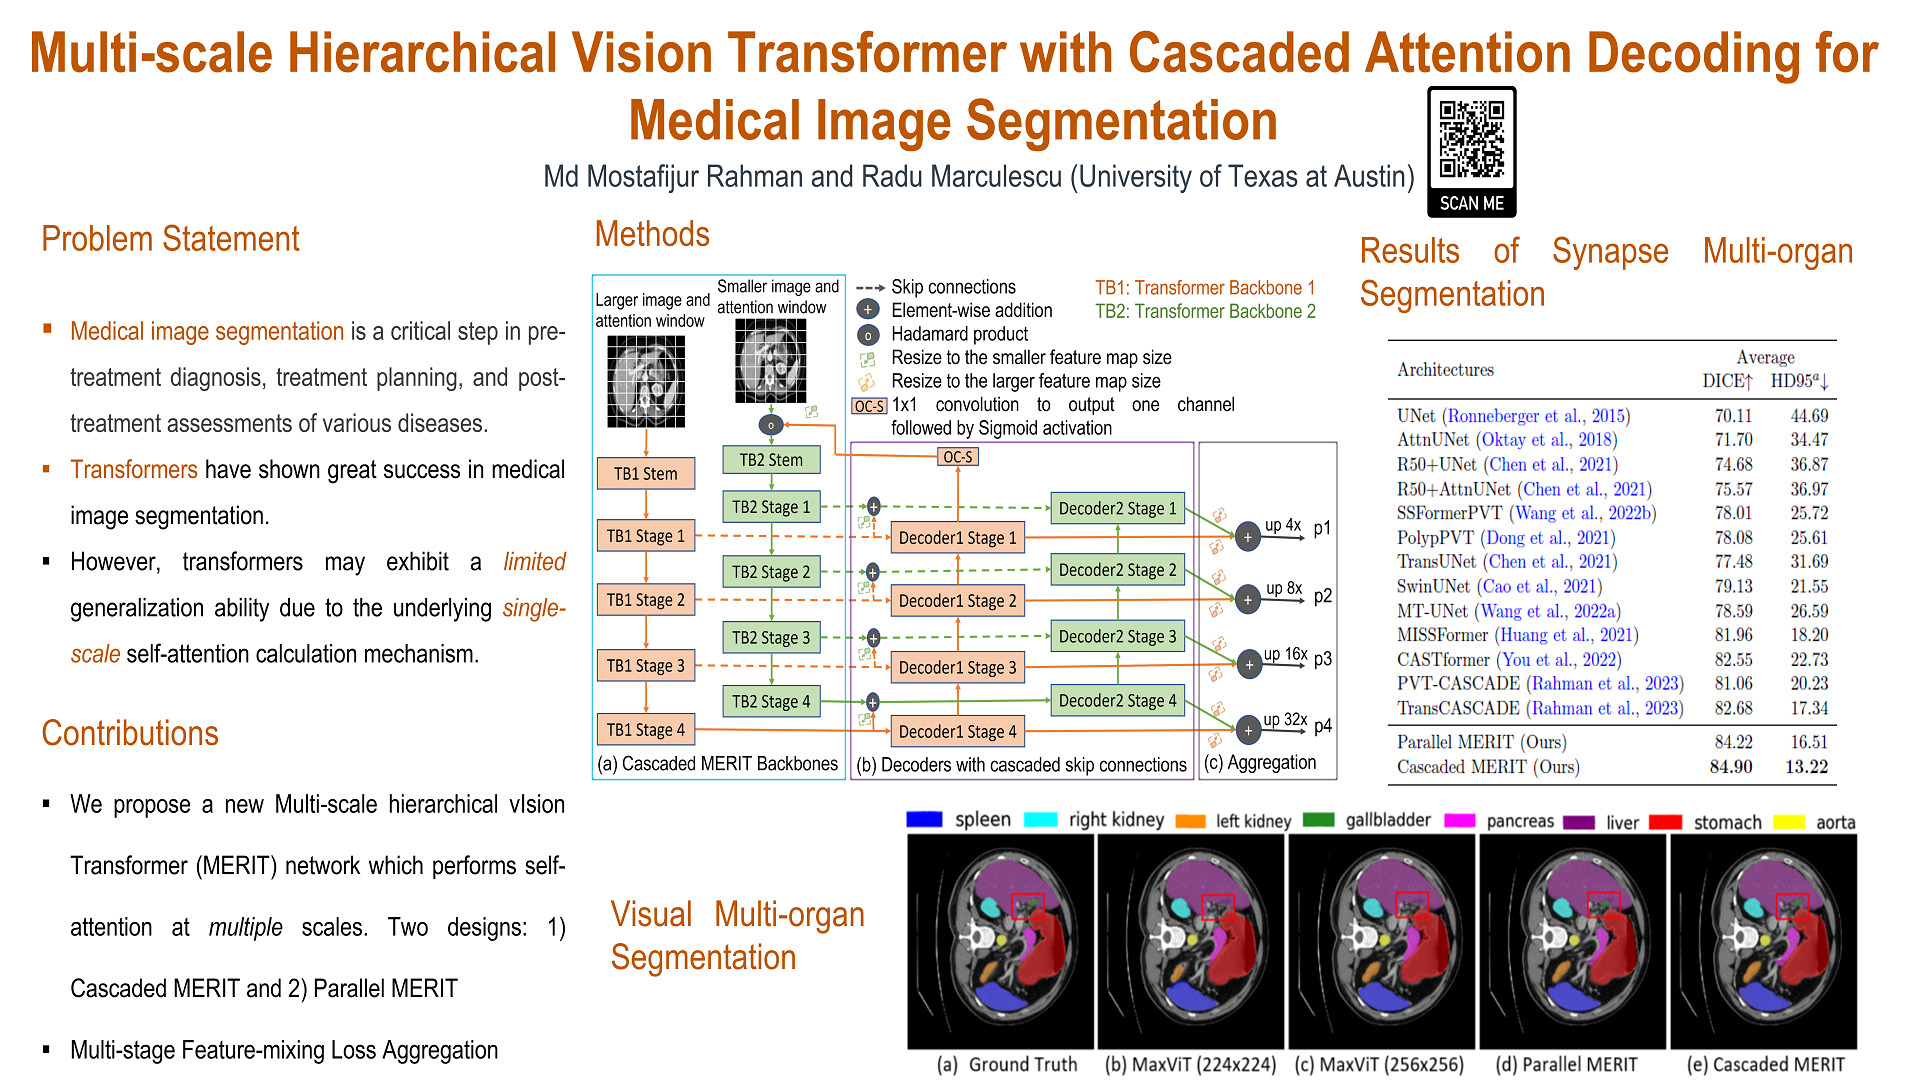 Multi-scale Hierarchical Vision Transformer with Cascaded Attention Decoding for
Medical Image Segmentation
Md Mostafijur Rahman and Radu Marculescu (University of Texas at Austin)
SCAN ME
Problem Statement
▪ Medical image segmentation is a critical step in pre-
treatment diagnosis, treatment planning, and post-
treatment assessments of various diseases.
▪ Transformers have shown great success in medical
image segmentation.
▪ However, transformers may exhibit a limited
generalization ability due to the underlying single-
scale self-attention calculation mechanism.
Contributions
▪ We propose a new Multi-scale hierarchical vIsion
Transformer (MERIT) network which performs self-
attention at multiple scales. Two designs: 1)
Cascaded MERIT and 2) Parallel MERIT
▪ Multi-stage Feature-mixing Loss Aggregation
Methods
Larger image and
attention window
Smaller image and
attention window
Skip connections
+ Element-wise addition
o Hadamard product
Resize to the smaller feature map size
Resize to the larger feature map size
OC-S 1x1 convolution to output one channel
followed by Sigmoid activation
TB1: Transformer Backbone 1
TB2: Transformer Backbone 2
o
TB1 Stem
TB1 Stage 1
TB1 Stage 2
TB1 Stage 3
TB1 Stage 4
TB2 Stem
TB2 Stage 1
TB2 Stage 2
TB2 Stage 3
TB2 Stage 4
(a) Cascaded MERIT Backbones
OC-S
+
+
+
+
Decoder1 Stage 1
Decoder1 Stage 2
Decoder1 Stage 3
Decoder1 Stage 4
Decoder2 Stage 1
Decoder2 Stage 2
Decoder2 Stage 3
Decoder2 Stage 4
(b) Decoders with cascaded skip connections
+ up 4x p1
+ up 8x p2
+ up 16x p3
+ up 32x p4
(c) Aggregation
Results of Synapse Multi-organ
Segmentation
Architectures Average
DICE↑ HD95ᵃ↓
UNet (Ronneberger et al., 2015) 70.11 44.69
AttnUNet (Oktay et al., 2018) 71.70 34.47
R50+UNet (Chen et al., 2021) 74.68 36.87
R50+AttnUNet (Chen et al., 2021) 75.57 36.97
SSFormerPVT (Wang et al., 2022b) 78.01 25.72
PolypPVT (Dong et al., 2021) 78.08 25.61
TransUNet (Chen et al., 2021) 77.48 31.69
SwinUNet (Cao et al., 2021) 79.13 21.55
MT-UNet (Wang et al., 2022a) 78.59 26.59
MISSFormer (Huang et al., 2021) 81.96 18.20
CASTformer (You et al., 2022) 82.55 22.73
PVT-CASCADE (Rahman et al., 2023) 81.06 20.23
TransCASCADE (Rahman et al., 2023) 82.68 17.34
Parallel MERIT (Ours) 84.22 16.51
Cascaded MERIT (Ours) 84.90 13.22
Visual Multi-organ
Segmentation
spleen right kidney left kidney gallbladder pancreas liver stomach aorta
(a) Ground Truth (b) MaxViT (224x224) (c) MaxViT (256x256) (d) Parallel MERIT (e) Cascaded MERIT